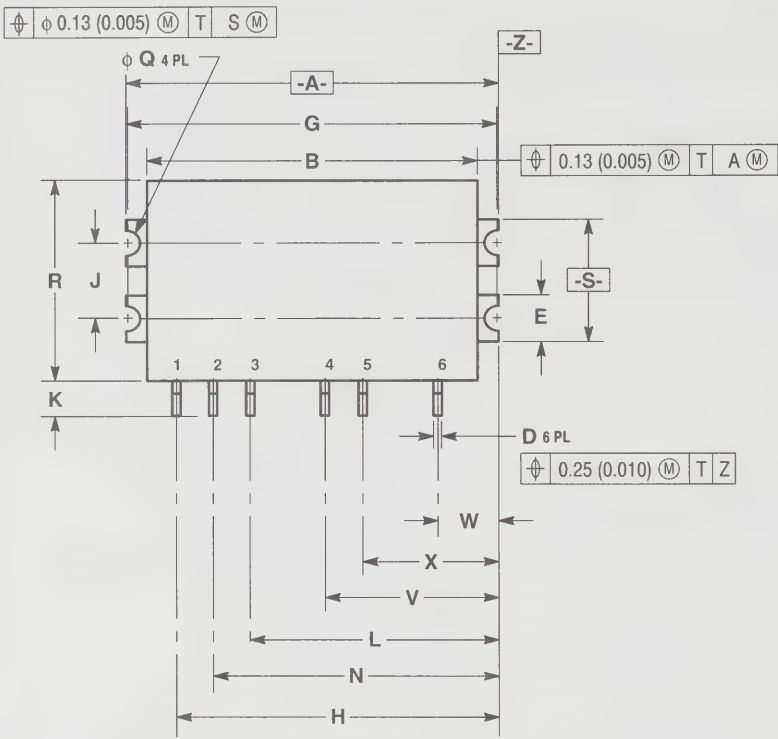 ⌖ ϕ 0.13 (0.005) Ⓜ T S Ⓜ
-Z-
ϕ Q 4 PL
-A-
G
B
⌖ 0.13 (0.005) Ⓜ T A Ⓜ
R
J
-S-
E
1 2 3 4 5 6
K
D 6 PL
⌖ 0.25 (0.010) Ⓜ T Z
W
X
V
L
N
H